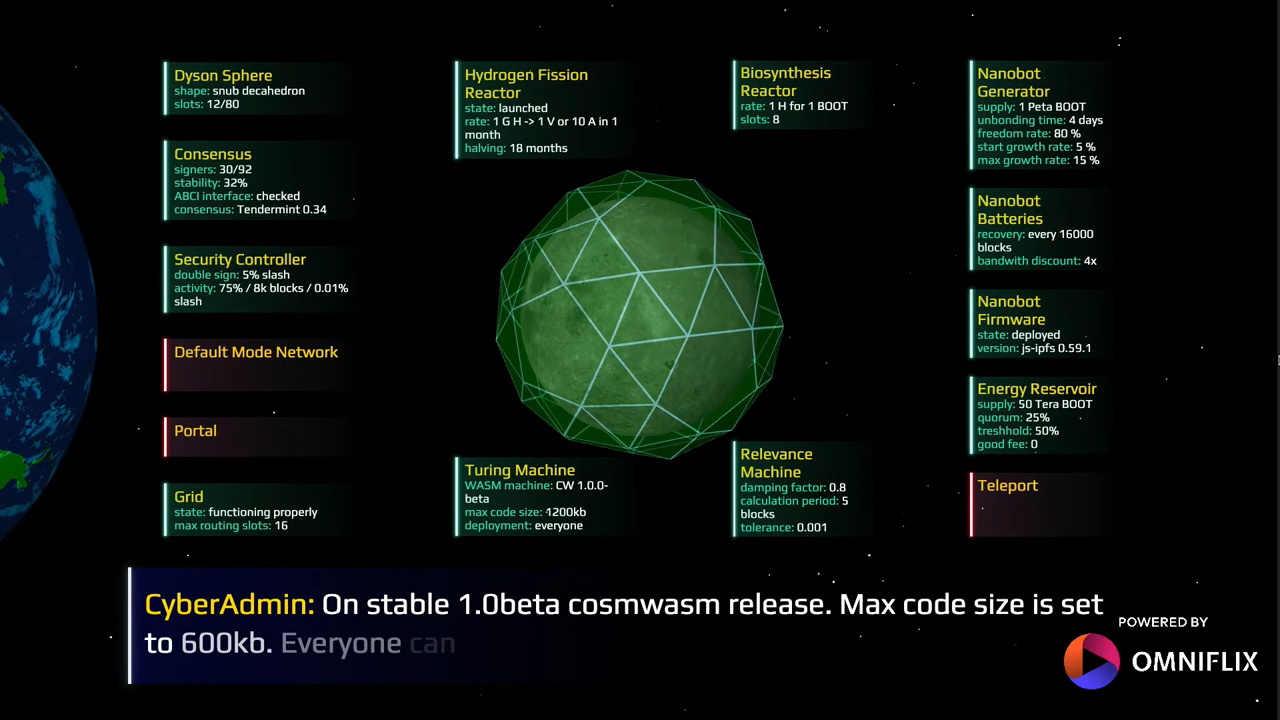 Dyson Sphere
shape: snub decahedron
slots: 12/80
Consensus
signers: 30/92
stability: 32%
ABCI interface: checked
consensus: Tendermint 0.34
Security Controller
double sign: 5% slash
activity: 75% / 8k blocks / 0.01%
slash
Default Mode Network
Portal
Grid
state: functioning properly
max routing slots: 16
Hydrogen Fission
Reactor
state: launched
rate: 1 G H -> 1 V or 10 A in 1
month
halving: 18 months
Turing Machine
WASM machine: CW 1.0.0-
beta
max code size: 1200kb
deployment: everyone
Biosynthesis
Reactor
rate: 1 H for 1 BOOT
slots: 8
Relevance
Machine
damping factor: 0.8
calculation period: 5
blocks
tolerance: 0.001
Nanobot
Generator
supply: 1 Peta BOOT
unbonding time: 4 days
freedom rate: 80 %
start growth rate: 5 %
max growth rate: 15 %
Nanobot
Batteries
recovery: every 16000
blocks
bandwith discount: 4x
Nanobot
Firmware
state: deployed
version: js-ipfs 0.59.1
Energy Reservoir
supply: 50 Tera BOOT
quorum: 25%
treshhold: 50%
good fee: 0
Teleport
CyberAdmin: On stable 1.0beta cosmwasm release. Max code size is set
to 600kb. Everyone can
POWERED BY
OMNIFLIX